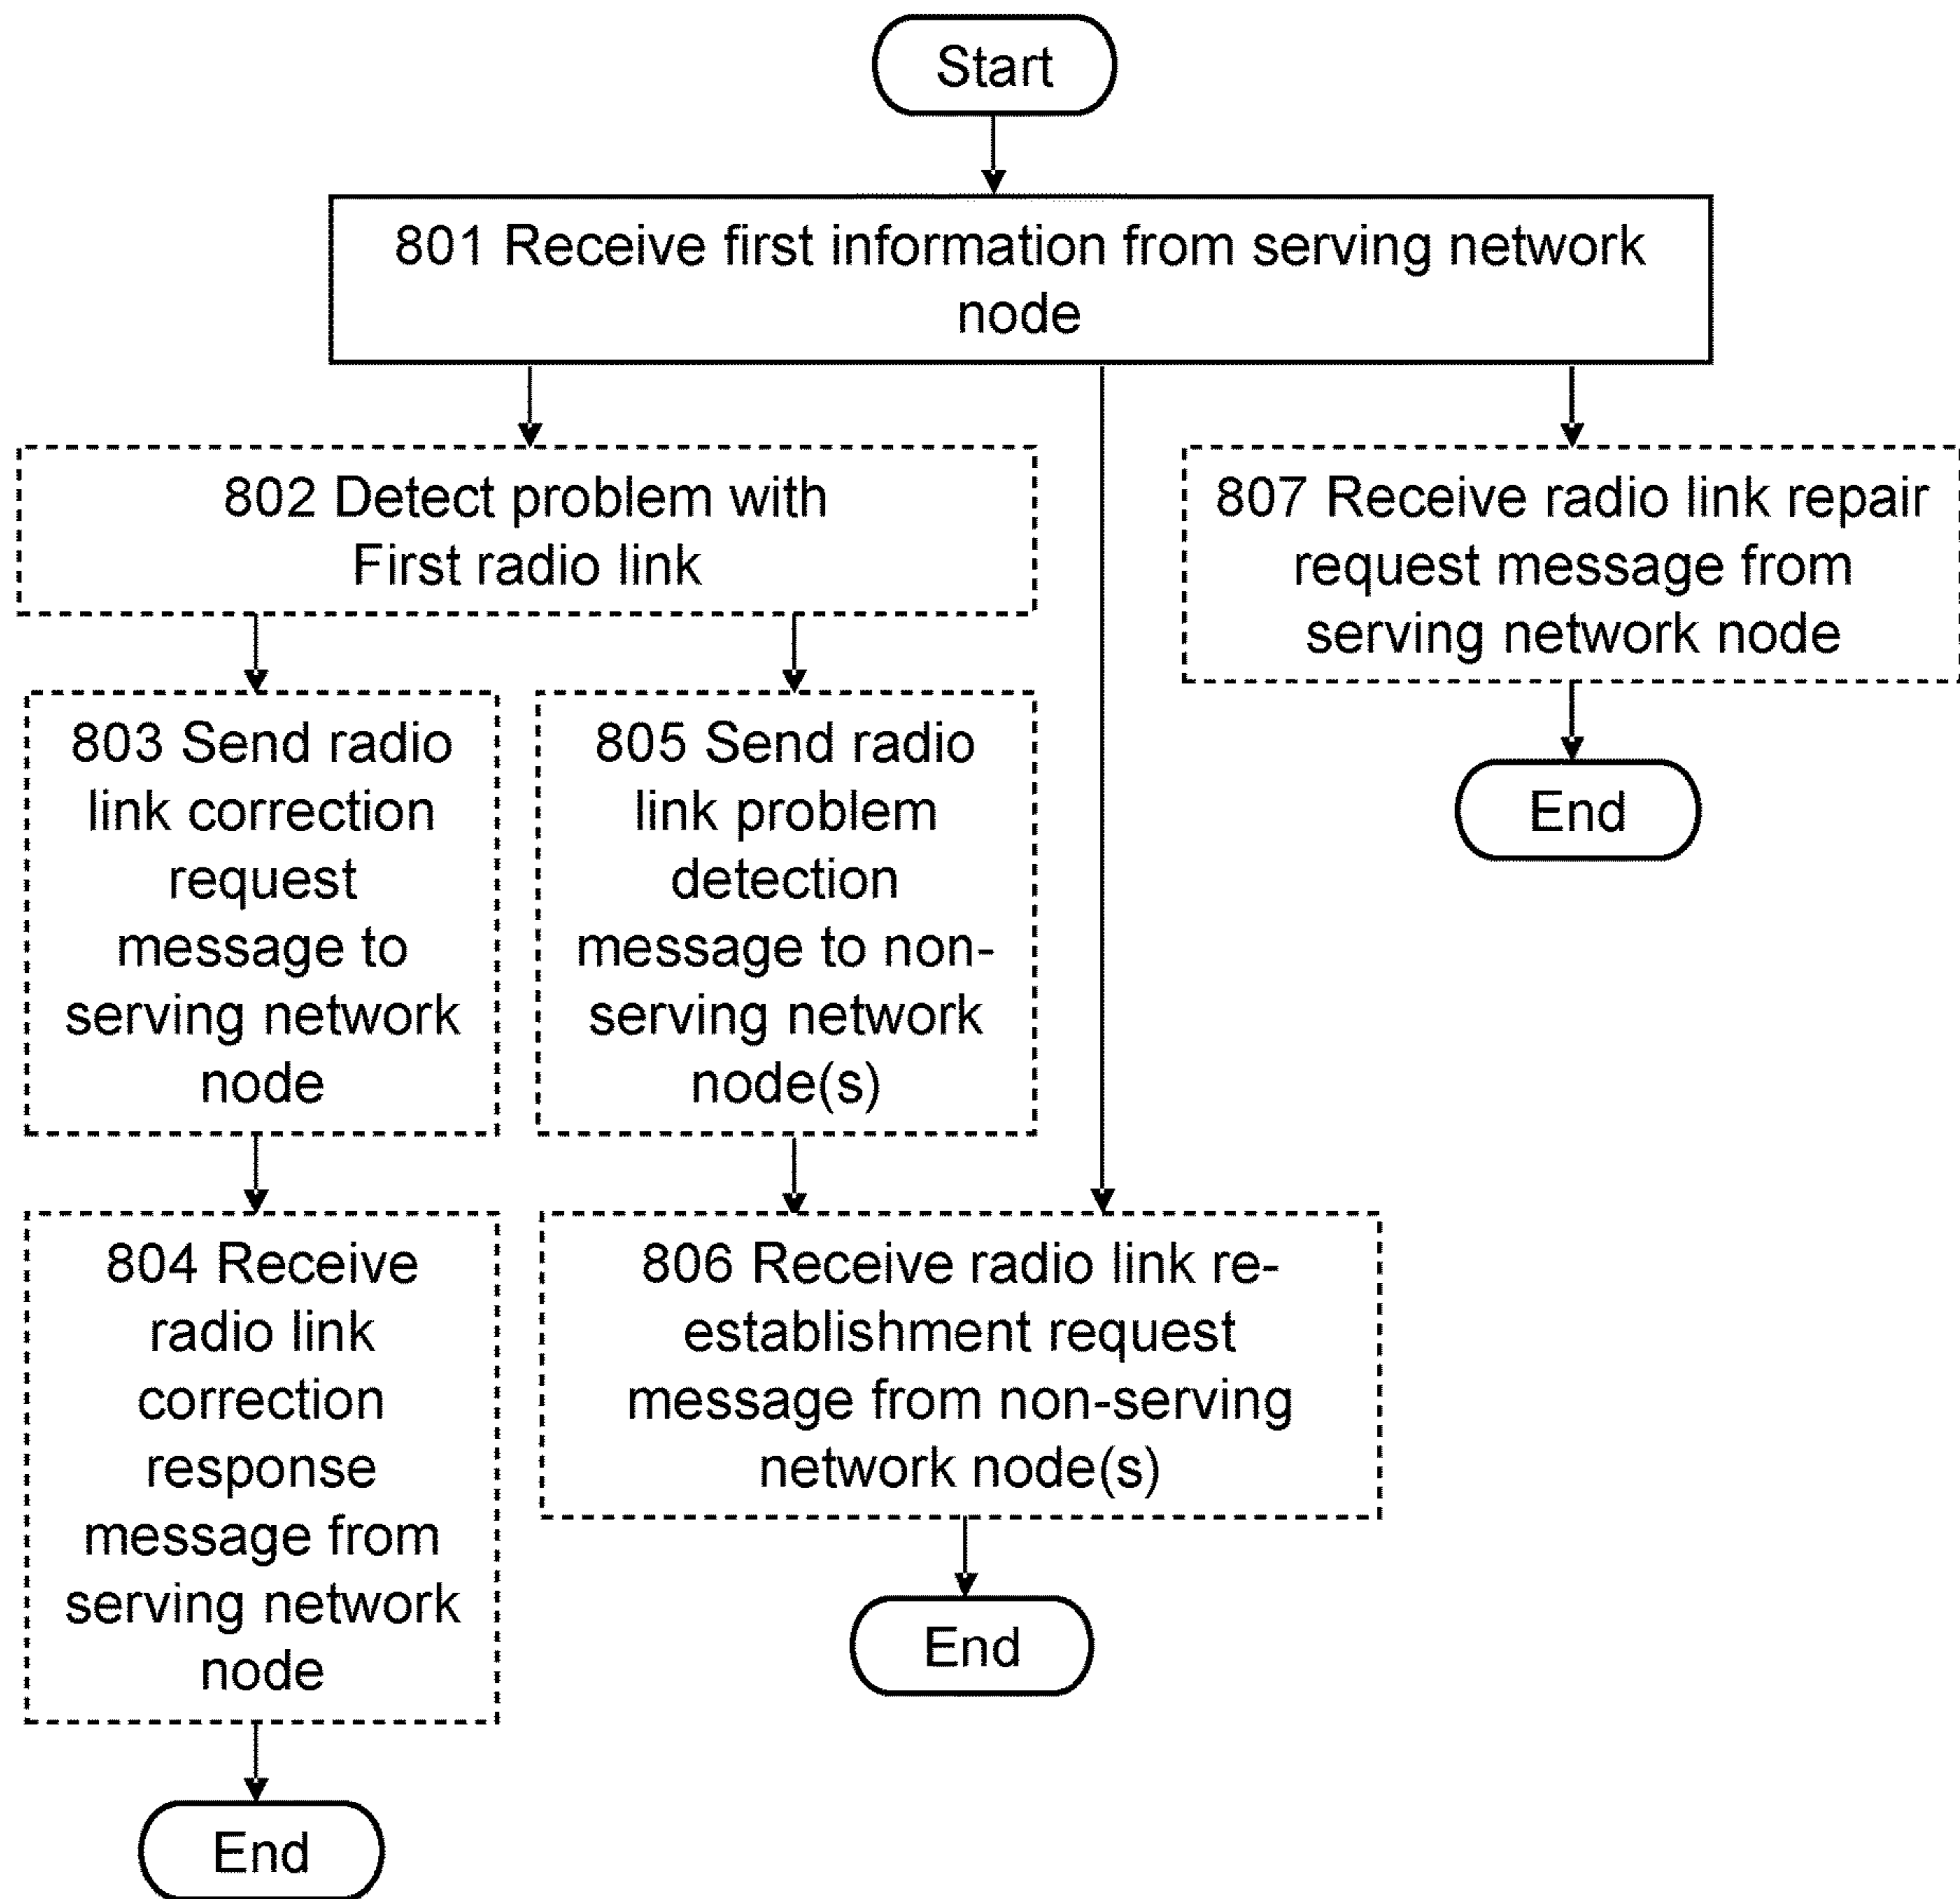 Start
801 Receive first information from serving network
node
802 Detect problem with
First radio link
807 Receive radio link repair
request message from
serving network node
End
803 Send radio
link correction
request
message to
serving network
node
805 Send radio
link problem
detection
message to non-
serving network
node(s)
804 Receive
radio link
correction
response
message from
serving network
node
End
806 Receive radio link re-
establishment request
message from non-serving
network node(s)
End